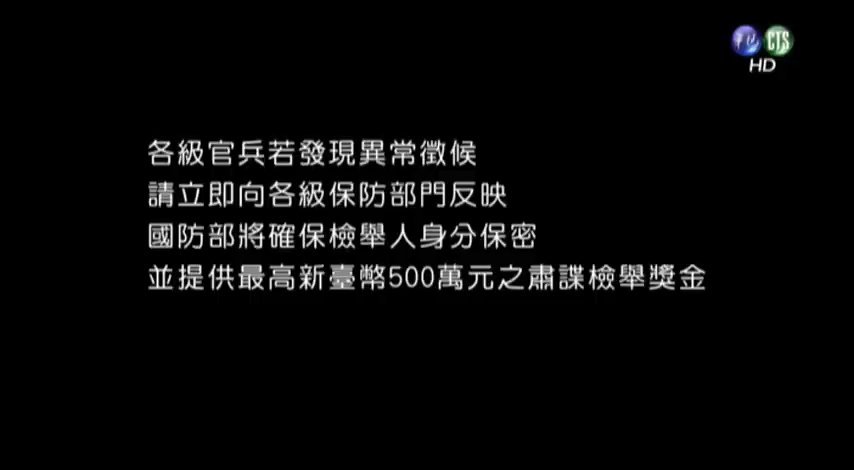 CTS
HD
各級官兵若發現異常徵候
請立即向各級保防部門反映
國防部將確保檢舉人身分保密
並提供最高新臺幣500萬元之肅諜檢舉獎金